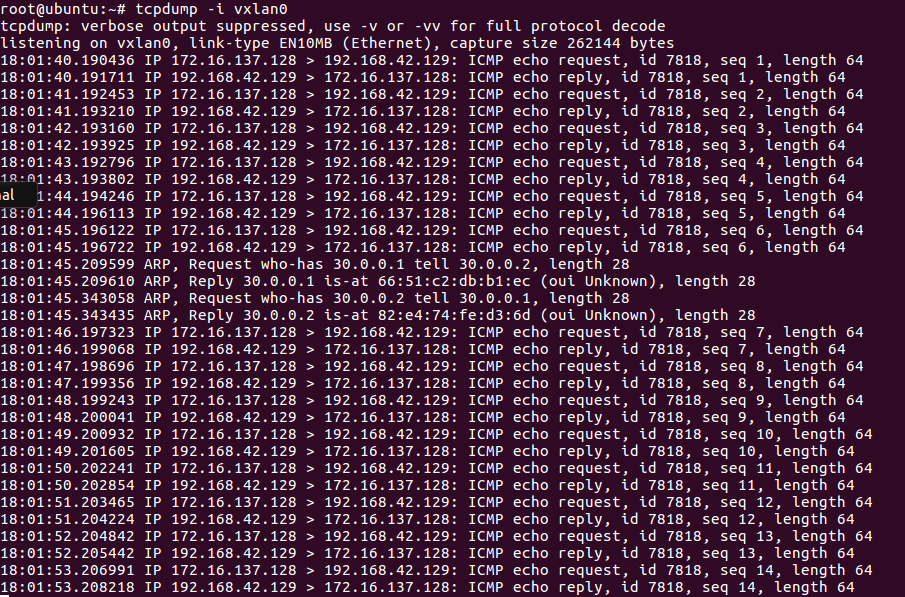 root@ubuntu:~# tcpdump -i vxlan0
tcpdump: verbose output suppressed, use -v or -vv for full protocol decode
listening on vxlan0, link-type EN10MB (Ethernet), capture size 262144 bytes
18:01:40.190436 IP 172.16.137.128 > 192.168.42.129: ICMP echo request, id 7818, seq 1, length 64
18:01:40.191711 IP 192.168.42.129 > 172.16.137.128: ICMP echo reply, id 7818, seq 1, length 64
18:01:41.192453 IP 172.16.137.128 > 192.168.42.129: ICMP echo request, id 7818, seq 2, length 64
18:01:41.193210 IP 192.168.42.129 > 172.16.137.128: ICMP echo reply, id 7818, seq 2, length 64
18:01:42.193160 IP 172.16.137.128 > 192.168.42.129: ICMP echo request, id 7818, seq 3, length 64
18:01:42.193925 IP 192.168.42.129 > 172.16.137.128: ICMP echo reply, id 7818, seq 3, length 64
18:01:43.192796 IP 172.16.137.128 > 192.168.42.129: ICMP echo request, id 7818, seq 4, length 64
18:01:43.193802 IP 192.168.42.129 > 172.16.137.128: ICMP echo reply, id 7818, seq 4, length 64
al :44.194246 IP 172.16.137.128 > 192.168.42.129: ICMP echo request, id 7818, seq 5, length 64
18:01:44.196113 IP 192.168.42.129 > 172.16.137.128: ICMP echo reply, id 7818, seq 5, length 64
18:01:45.196122 IP 172.16.137.128 > 192.168.42.129: ICMP echo request, id 7818, seq 6, length 64
18:01:45.196722 IP 192.168.42.129 > 172.16.137.128: ICMP echo reply, id 7818, seq 6, length 64
18:01:45.209599 ARP, Request who-has 30.0.0.1 tell 30.0.0.2, length 28
18:01:45.209610 ARP, Reply 30.0.0.1 is-at 66:51:c2:db:b1:ec (oui Unknown), length 28
18:01:45.343058 ARP, Request who-has 30.0.0.2 tell 30.0.0.1, length 28
18:01:45.343435 ARP, Reply 30.0.0.2 is-at 82:e4:74:fe:d3:6d (oui Unknown), length 28
18:01:46.197323 IP 172.16.137.128 > 192.168.42.129: ICMP echo request, id 7818, seq 7, length 64
18:01:46.199068 IP 192.168.42.129 > 172.16.137.128: ICMP echo reply, id 7818, seq 7, length 64
18:01:47.198696 IP 172.16.137.128 > 192.168.42.129: ICMP echo request, id 7818, seq 8, length 64
18:01:47.199356 IP 192.168.42.129 > 172.16.137.128: ICMP echo reply, id 7818, seq 8, length 64
18:01:48.199243 IP 172.16.137.128 > 192.168.42.129: ICMP echo request, id 7818, seq 9, length 64
18:01:48.200041 IP 192.168.42.129 > 172.16.137.128: ICMP echo reply, id 7818, seq 9, length 64
18:01:49.200932 IP 172.16.137.128 > 192.168.42.129: ICMP echo request, id 7818, seq 10, length 64
18:01:49.201605 IP 192.168.42.129 > 172.16.137.128: ICMP echo reply, id 7818, seq 10, length 64
18:01:50.202241 IP 172.16.137.128 > 192.168.42.129: ICMP echo request, id 7818, seq 11, length 64
18:01:50.202854 IP 192.168.42.129 > 172.16.137.128: ICMP echo reply, id 7818, seq 11, length 64
18:01:51.203465 IP 172.16.137.128 > 192.168.42.129: ICMP echo request, id 7818, seq 12, length 64
18:01:51.204224 IP 192.168.42.129 > 172.16.137.128: ICMP echo reply, id 7818, seq 12, length 64
18:01:52.204842 IP 172.16.137.128 > 192.168.42.129: ICMP echo request, id 7818, seq 13, length 64
18:01:52.205442 IP 192.168.42.129 > 172.16.137.128: ICMP echo reply, id 7818, seq 13, length 64
18:01:53.206991 IP 172.16.137.128 > 192.168.42.129: ICMP echo request, id 7818, seq 14, length 64
18:01:53.208218 IP 192.168.42.129 > 172.16.137.128: ICMP echo reply, id 7818, seq 14, length 64